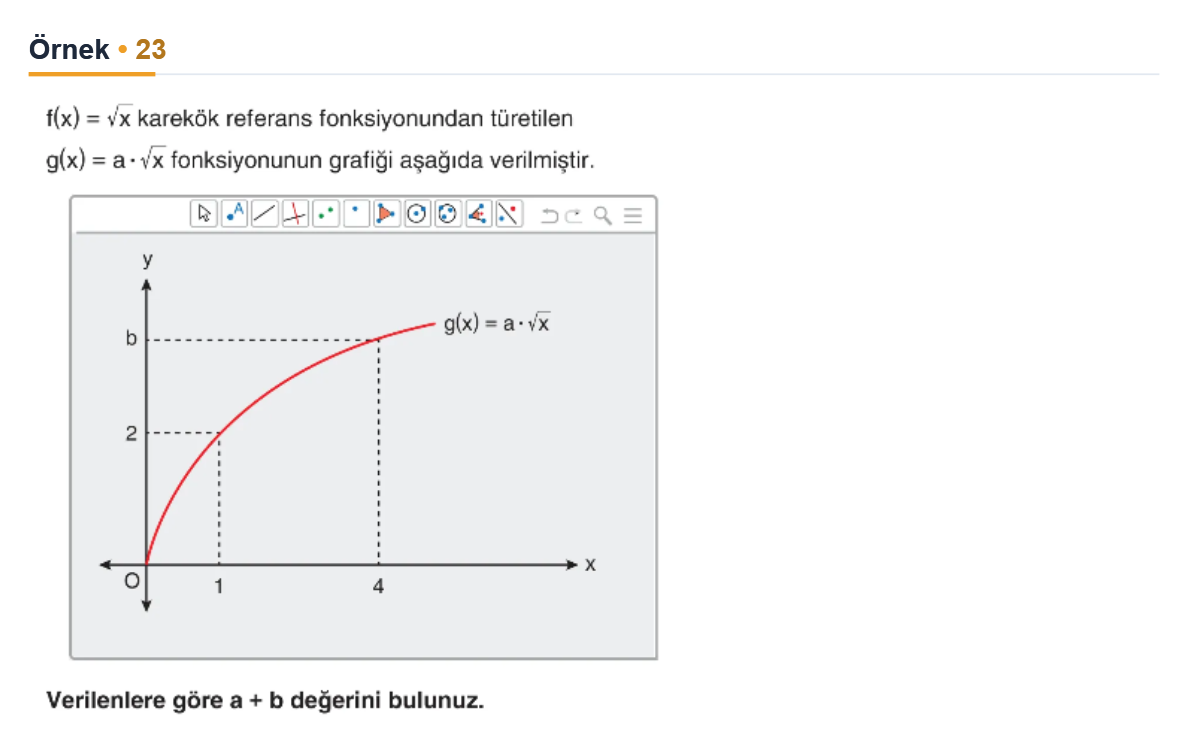 Örnek • 23
f(x) = √x karekök referans fonksiyonundan türetilen
g(x) = a · √x fonksiyonunun grafiği aşağıda verilmiştir.
A
y
g(x) = a · √x
b
2
x
O
1
4
Verilenlere göre a + b değerini bulunuz.